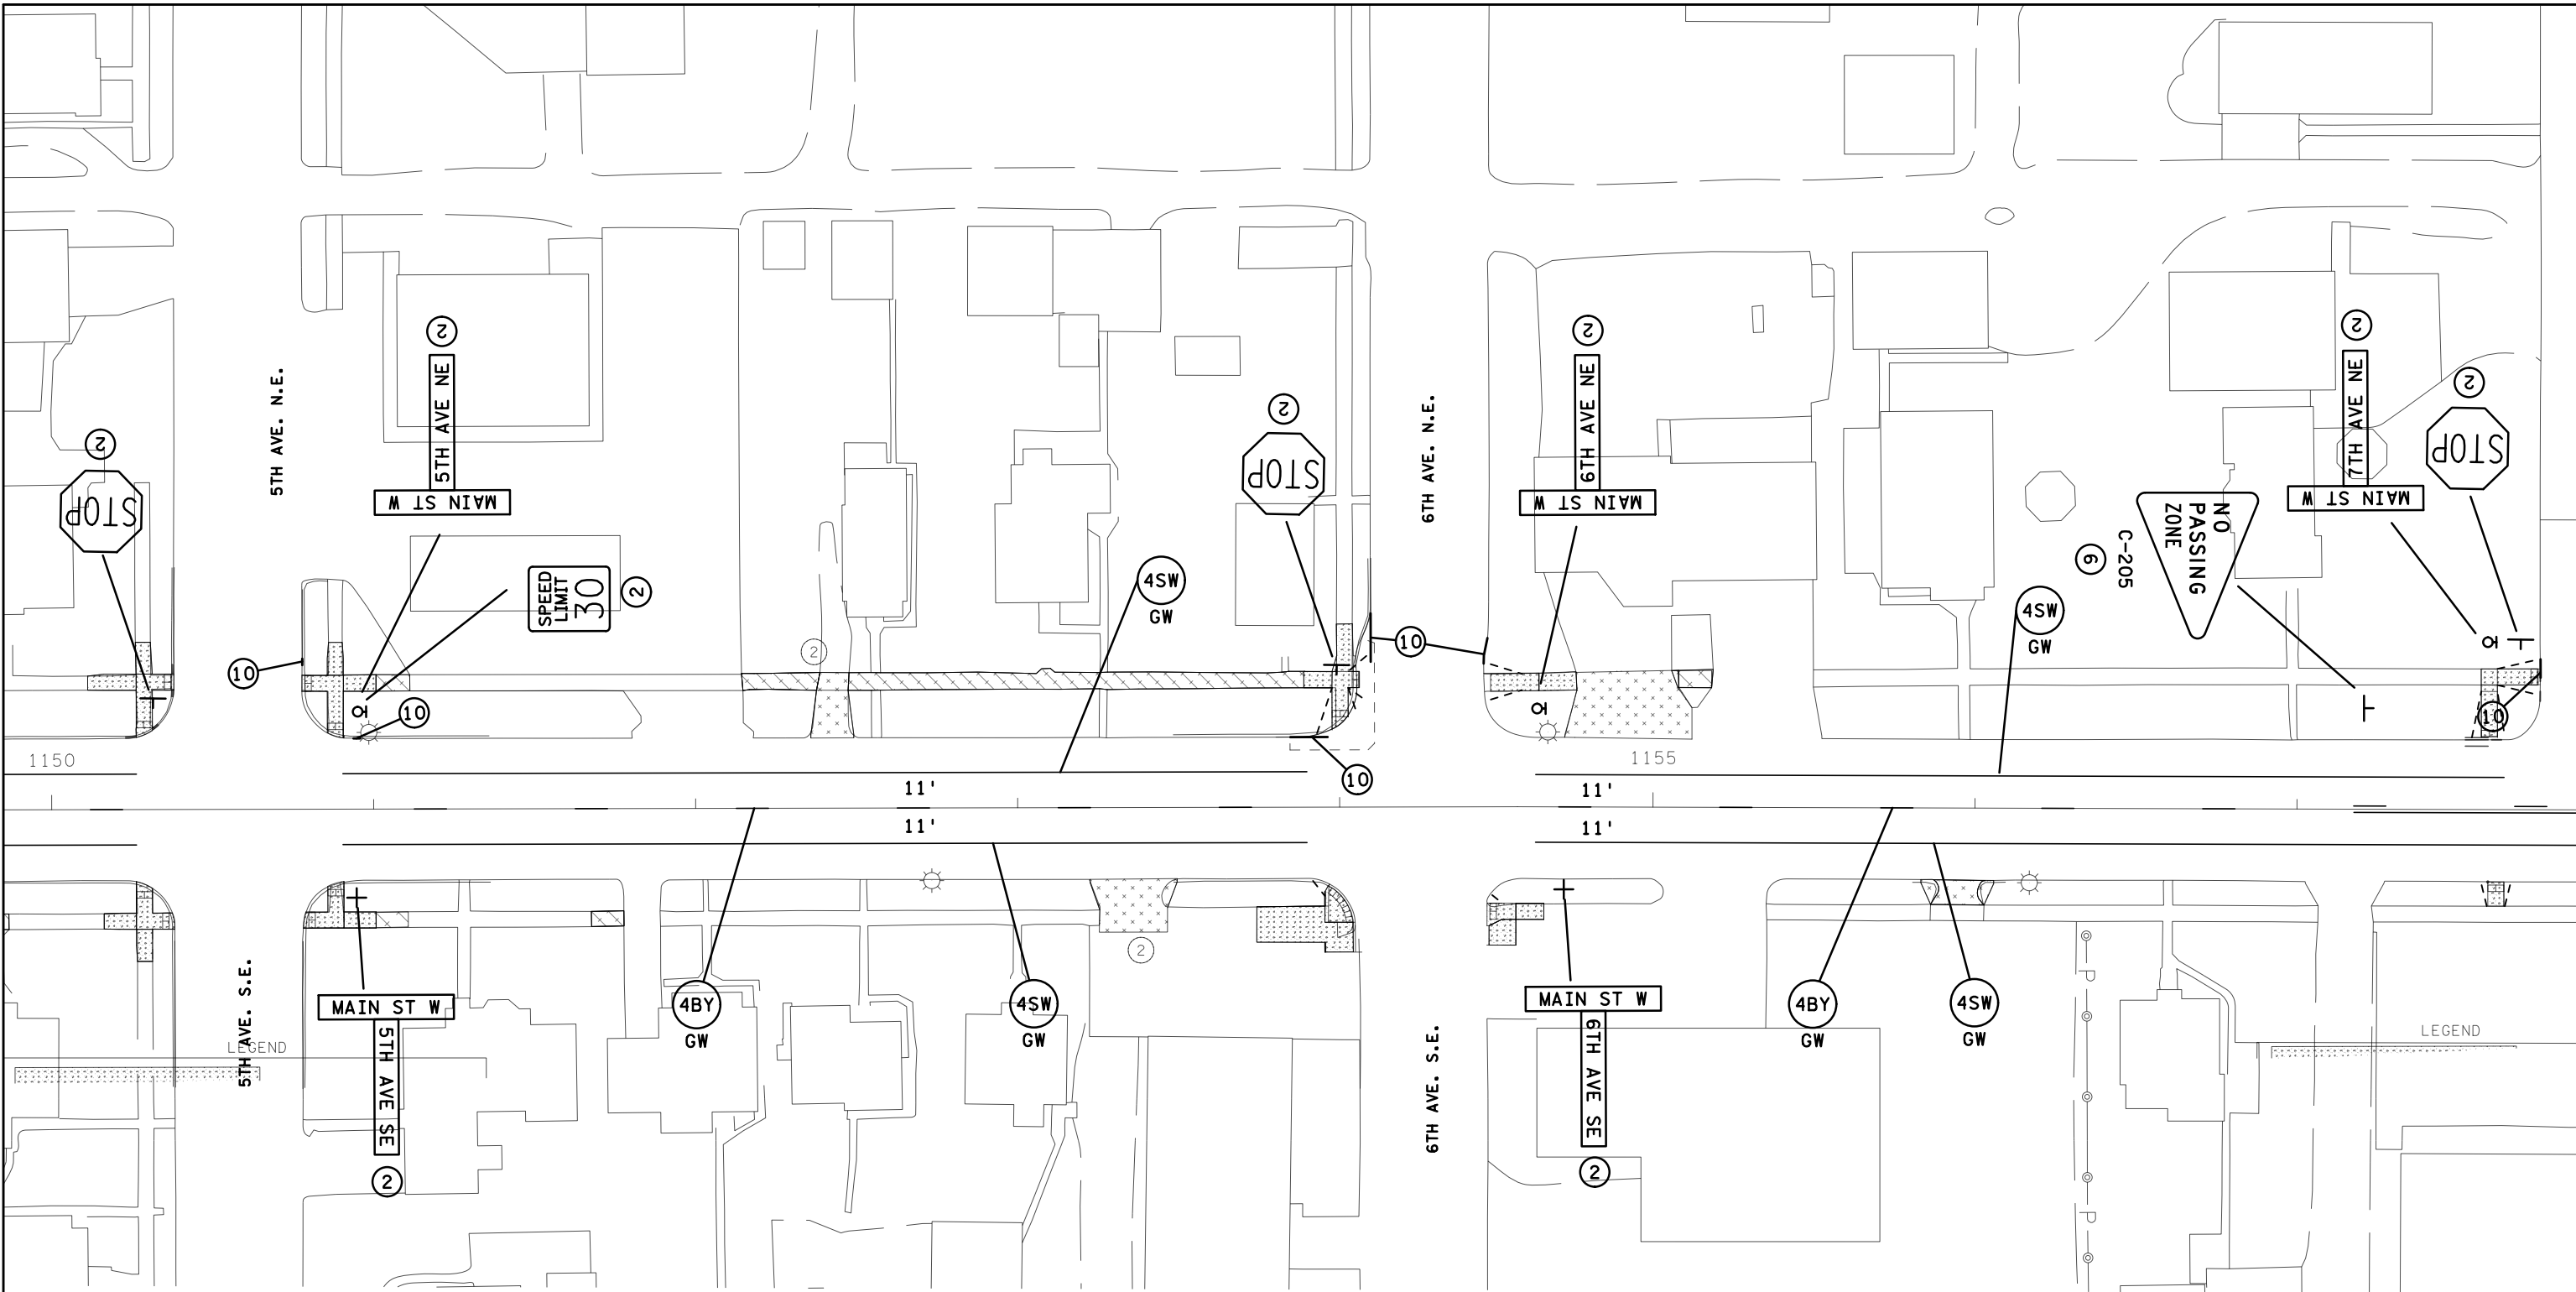 2
5TH AVE NE
MAIN ST W
2
STOP
5TH AVE. N.E.
SPEED
LIMIT
30
2
10
10
2
4SW
GW
2
STOP
6TH AVE. N.E.
10
10
2
6TH AVE NE
MAIN ST W
4SW
GW
6
C-205
NO
PASSING
ZONE
2
7TH AVE NE
MAIN ST W
2
STOP
10
1150
1155
11'
11'
11'
11'
MAIN ST W
5TH AVE SE
2
5TH AVE. S.E.
LEGEND
4BY
GW
4SW
GW
2
6TH AVE. S.E.
MAIN ST W
6TH AVE SE
2
4BY
GW
4SW
GW
P
P
LEGEND